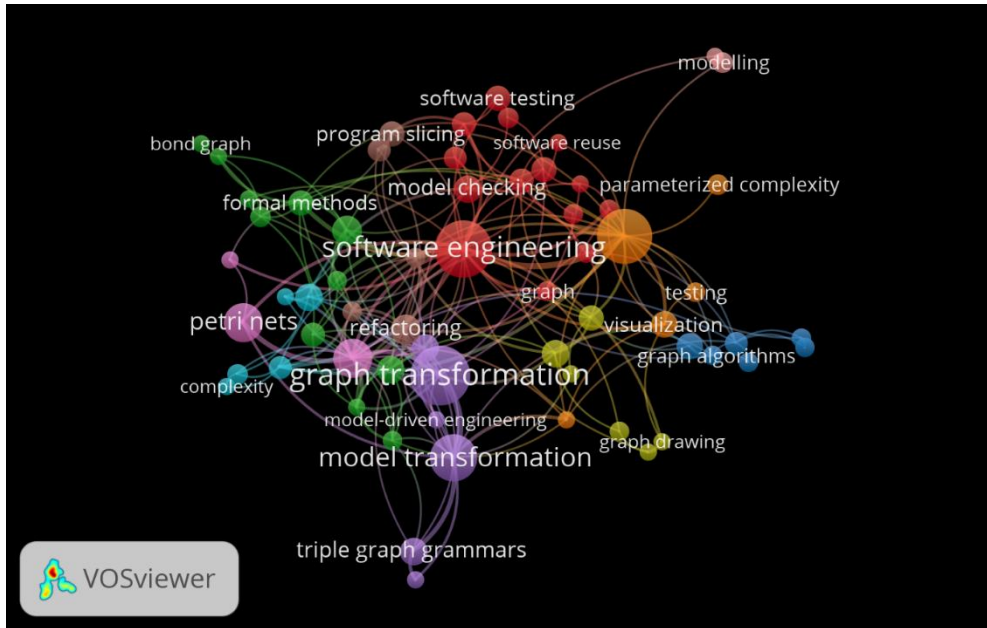 modelling
software testing
program slicing
software reuse
bond graph
model checking
parameterized complexity
formal methods
software engineering
graph
testing
petri nets
refactoring
visualization
graph algorithms
graph transformation
complexity
model-driven engineering
graph drawing
model transformation
triple graph grammars
VOSviewer